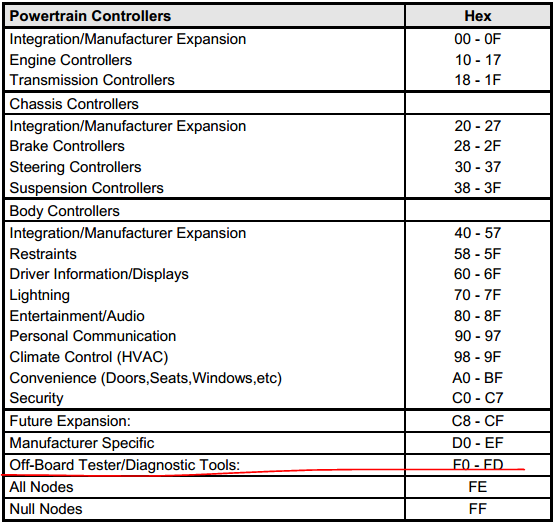 Powertrain Controllers Hex
Integration/Manufacturer Expansion 00 - 0F
Engine Controllers 10 - 17
Transmission Controllers 18 - 1F
Chassis Controllers
Integration/Manufacturer Expansion 20 - 27
Brake Controllers 28 - 2F
Steering Controllers 30 - 37
Suspension Controllers 38 - 3F
Body Controllers
Integration/Manufacturer Expansion 40 - 57
Restraints 58 - 5F
Driver Information/Displays 60 - 6F
Lightning 70 - 7F
Entertainment/Audio 80 - 8F
Personal Communication 90 - 97
Climate Control (HVAC) 98 - 9F
Convenience (Doors,Seats,Windows,etc) A0 - BF
Security C0 - C7
Future Expansion: C8 - CF
Manufacturer Specific D0 - EF
Off-Board Tester/Diagnostic Tools: F0 - FD
All Nodes FE
Null Nodes FF